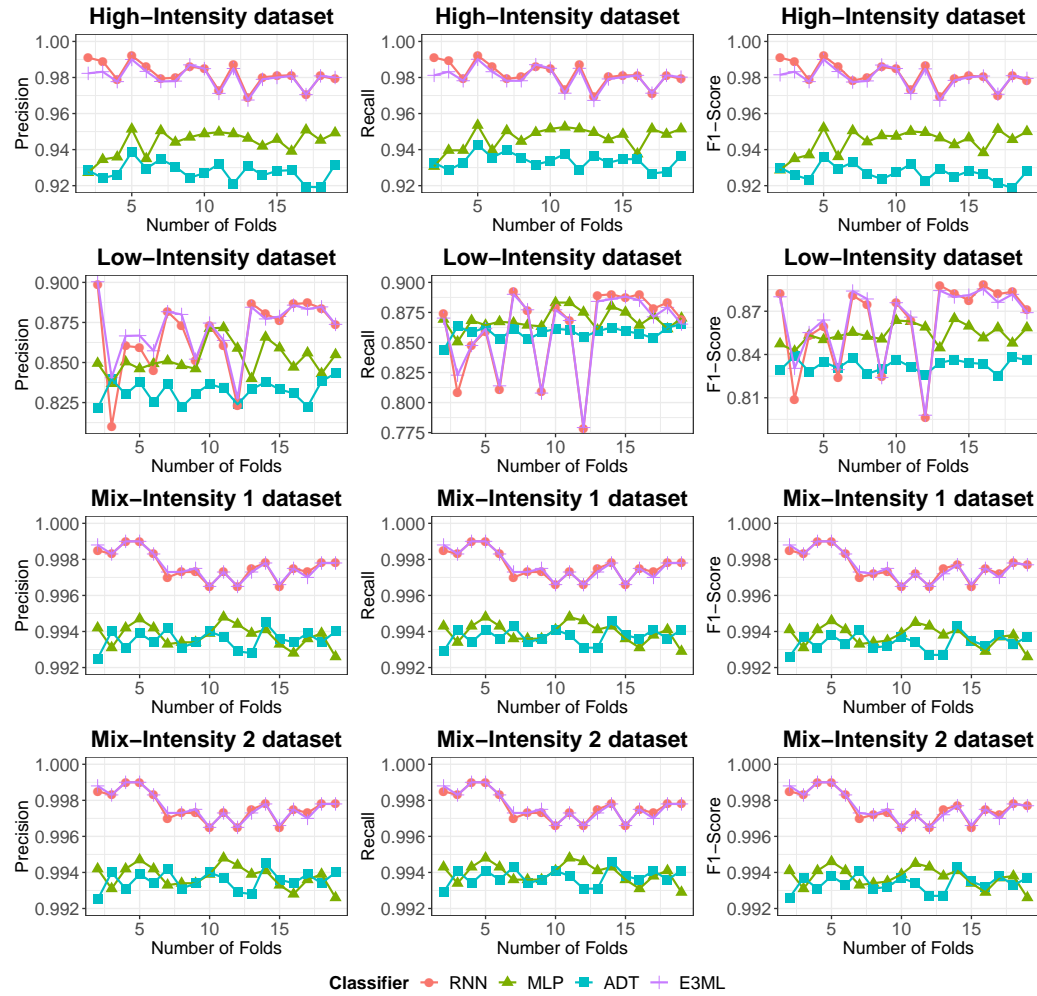 High−Intensity dataset
1.00
0.98
0.96
0.94
0.92
Precision
5 10 15
Number of Folds
High−Intensity dataset
1.00
0.98
0.96
0.94
0.92
Recall
5 10 15
Number of Folds
High−Intensity dataset
1.00
0.98
0.96
0.94
0.92
F1−Score
5 10 15
Number of Folds
Low−Intensity dataset
0.900
0.875
0.850
0.825
Precision
5 10 15
Number of Folds
Low−Intensity dataset
0.900
0.875
0.850
0.825
0.800
0.775
Recall
5 10 15
Number of Folds
Low−Intensity dataset
0.87
0.84
0.81
F1−Score
5 10 15
Number of Folds
Mix−Intensity 1 dataset
1.000
0.998
0.996
0.994
0.992
Precision
5 10 15
Number of Folds
Mix−Intensity 1 dataset
1.000
0.998
0.996
0.994
0.992
Recall
5 10 15
Number of Folds
Mix−Intensity 1 dataset
1.000
0.998
0.996
0.994
0.992
F1−Score
5 10 15
Number of Folds
Mix−Intensity 2 dataset
1.000
0.998
0.996
0.994
0.992
Precision
5 10 15
Number of Folds
Mix−Intensity 2 dataset
1.000
0.998
0.996
0.994
0.992
Recall
5 10 15
Number of Folds
Mix−Intensity 2 dataset
1.000
0.998
0.996
0.994
0.992
F1−Score
5 10 15
Number of Folds
Classifier RNN MLP ADT E3ML